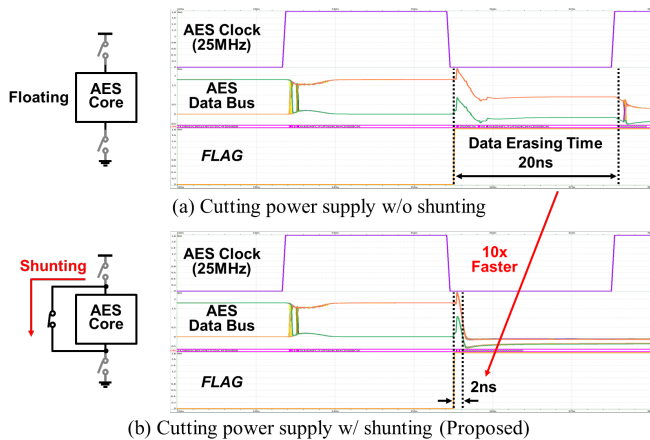 AES Clock
(25MHz)
Floating
AES
Core
AES
Data Bus
FLAG
Data Erasing Time
20ns
(a) Cutting power supply w/o shunting
Shunting
AES
Core
AES Clock
(25MHz)
10x
Faster
AES
Data Bus
FLAG
2ns
(b) Cutting power supply w/ shunting (Proposed)